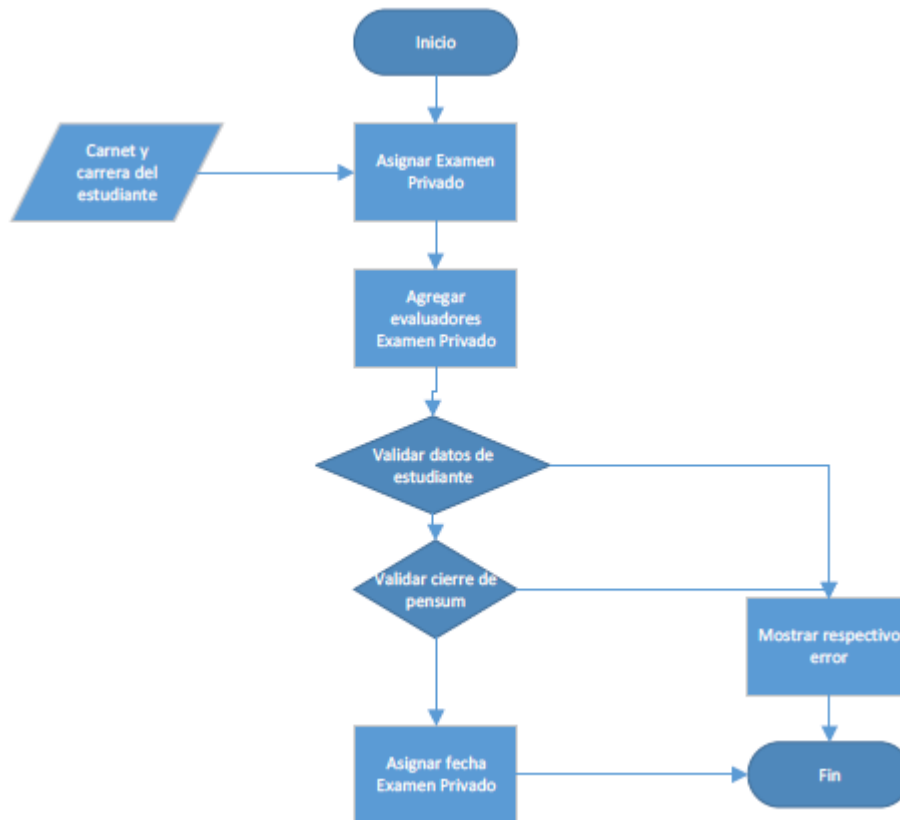 Inicio
Carnet y
carrera del
estudiante
Asignar Examen
Privado
Agregar
evaluadores
Examen Privado
Validar datos de
estudiante
Validar cierre de
pensum
Mostrar respectivo
error
Asignar fecha
Examen Privado
Fin